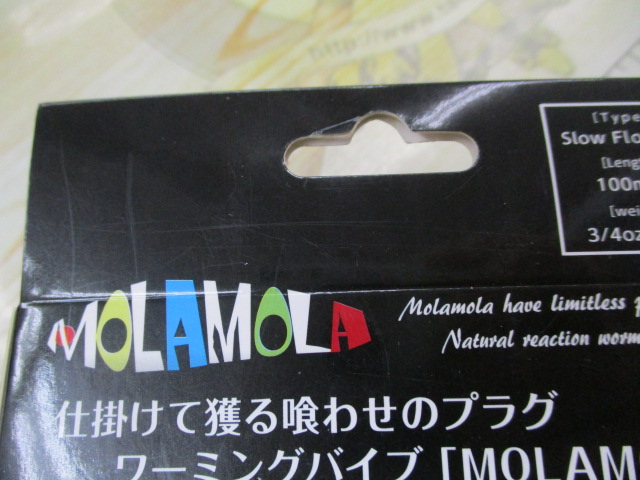 [Type
Slow Flo
[Leng
100m
[wei
3/4oz
MOLAMOLA
Molamola have limitless
Natural reaction worm
仕掛けて獲る喰わせのプラグ
ワーミングバイブ「MOLAM